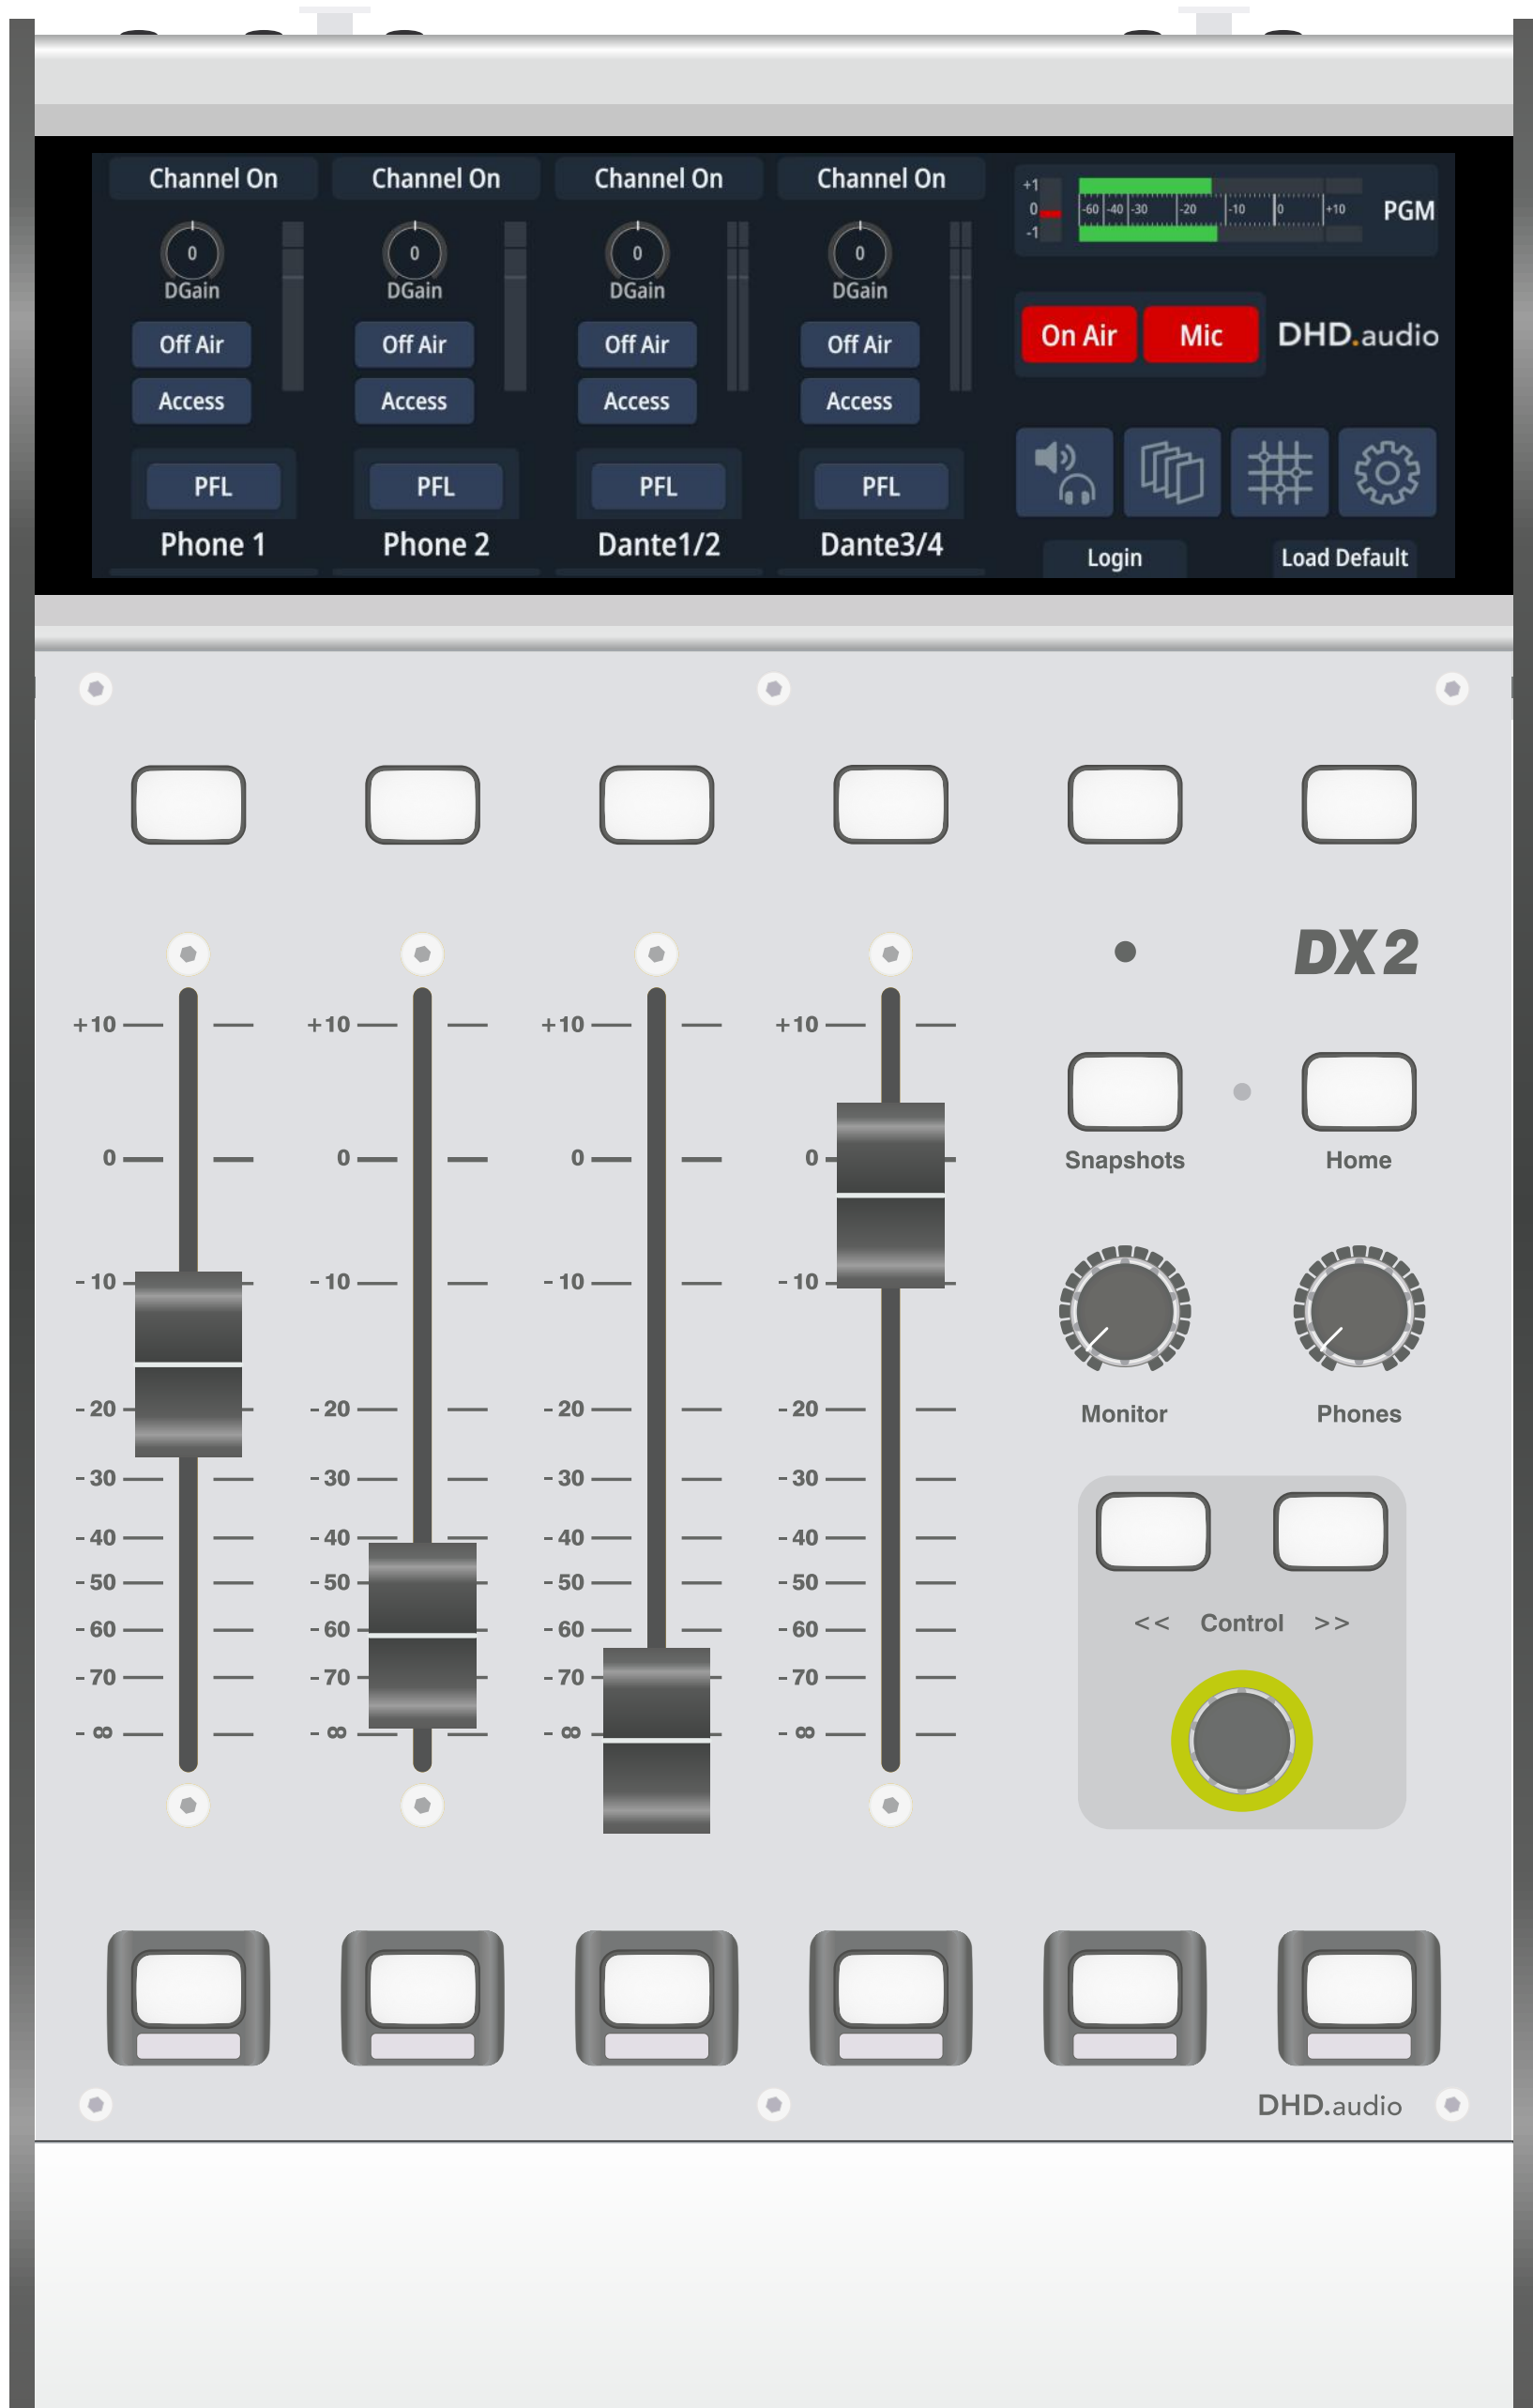 Channel On Channel On Channel On Channel On
+1
0
-1
-60 -40 -30 -20 -10 0 +10
PGM
0 0 0 0
DGain DGain DGain DGain
Off Air Off Air Off Air Off Air
On Air Mic DHD.audio
Access Access Access Access
PFL PFL PFL PFL
Phone 1 Phone 2 Dante1/2 Dante3/4
Login Load Default
DX2
+10 +10 +10 +10
0 0 0 0
Snapshots Home
-10 -10 -10 -10
-20 -20 -20 -20
Monitor Phones
-30 -30 -30 -30
-40 -40 -40 -40
-50 -50 -50 -50
-60 -60 -60 -60
<< Control >>
-70 -70 -70 -70
-∞ -∞ -∞ -∞
DHD.audio